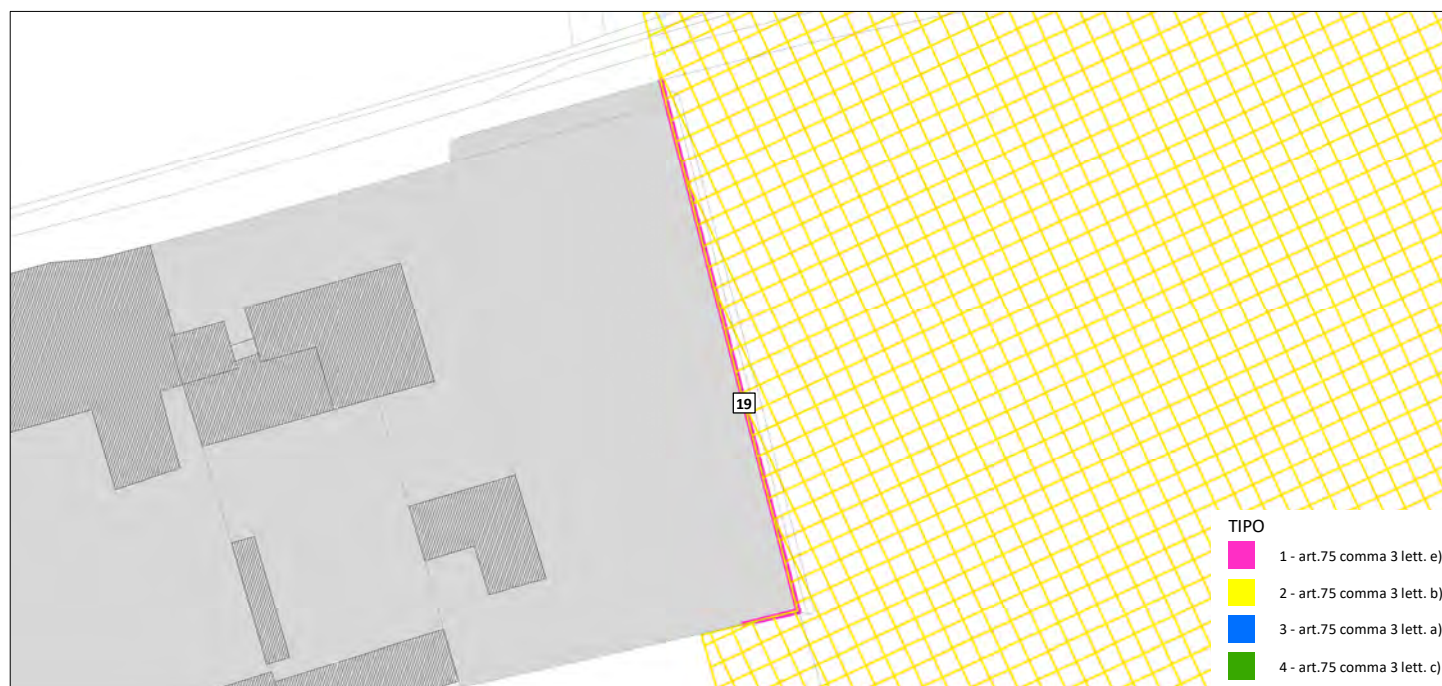 19
TIPO
1 - art.75 comma 3 lett. e)
2 - art.75 comma 3 lett. b)
3 - art.75 comma 3 lett. a)
4 - art.75 comma 3 lett. c)